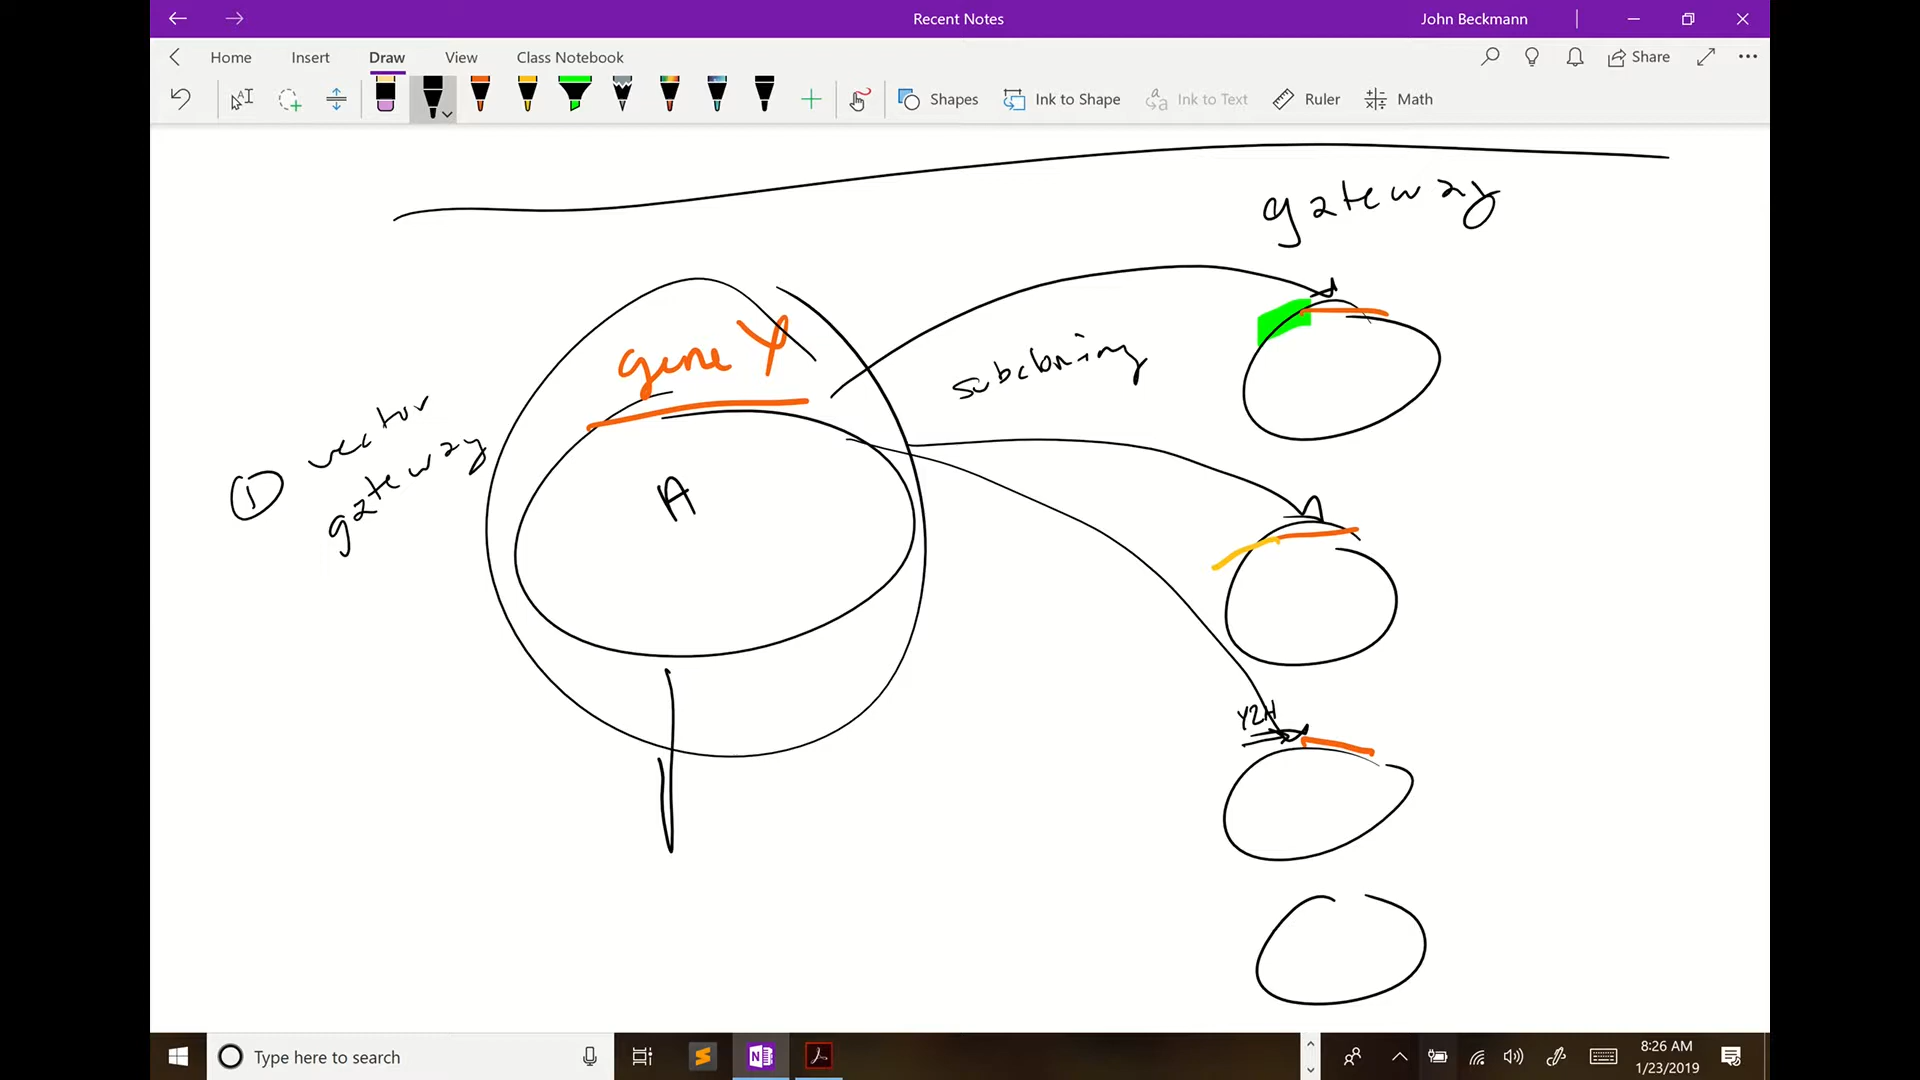 Recent Notes
John Beckmann
Home Insert Draw View Class Notebook
Share
Shapes Ink to Shape Ink to Text Ruler Math
gateway
gene Y
subcloning
① vector
gateway
A
Y2H
Type here to search
8:26 AM
1/23/2019